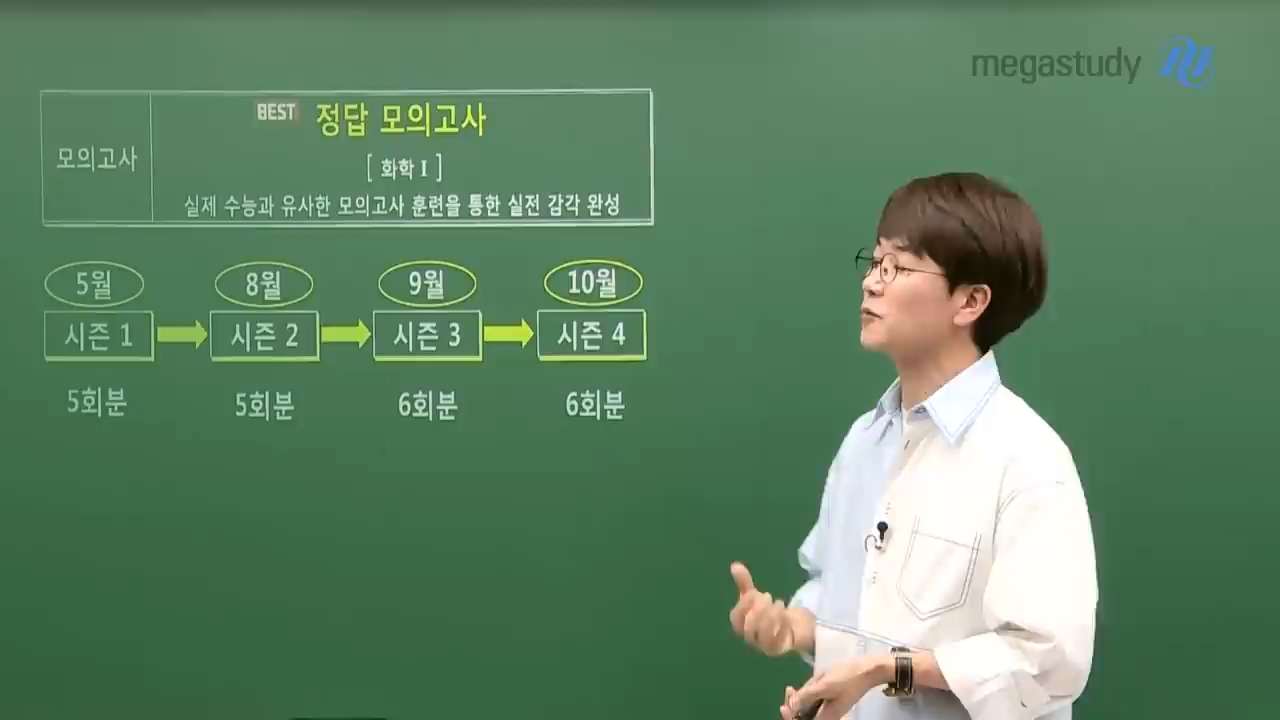 megastudy
모의고사
BEST 정답 모의고사
[ 화학 I ]
실제 수능과 유사한 모의고사 훈련을 통한 실전 감각 완성
5월 8월 9월 10월
시즌 1 시즌 2 시즌 3 시즌 4
5회분 5회분 6회분 6회분